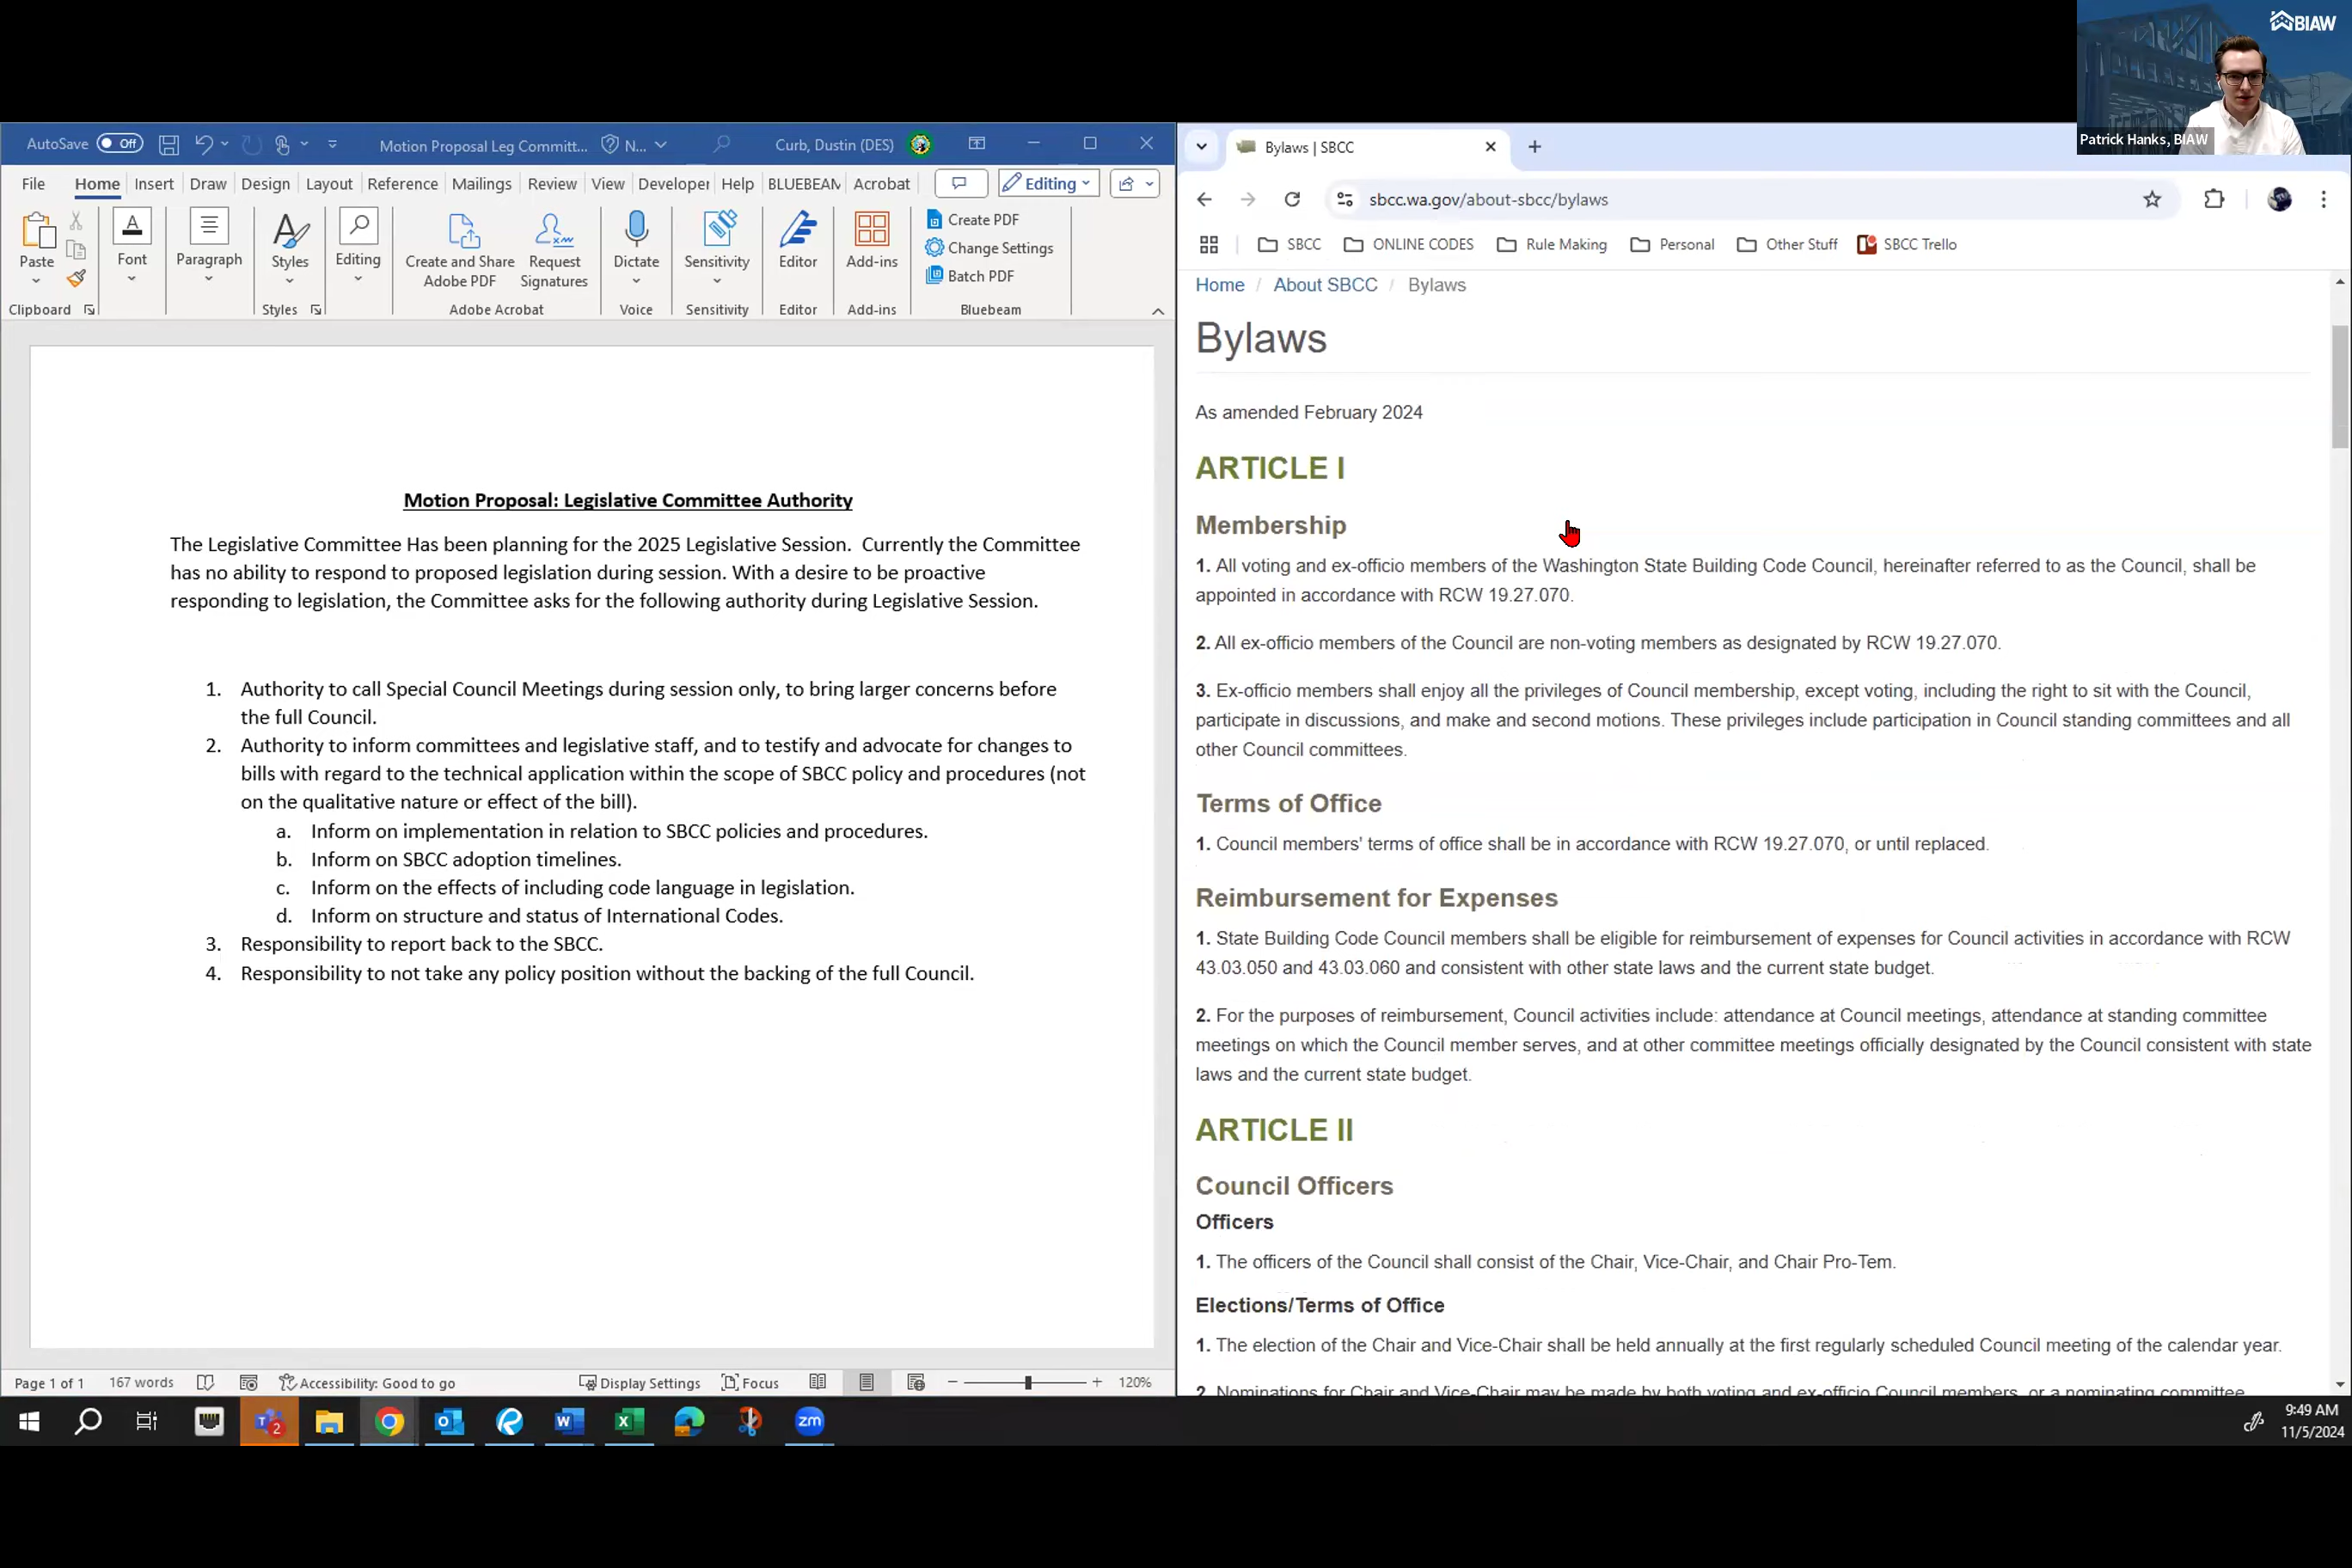 BIAW
Patrick Hanks, BIAW
AutoSave Off Motion Proposal Leg Committ... N... Curb, Dustin (DES)
File Home Insert Draw Design Layout Reference Mailings Review View Developer Help BLUEBEAM Acrobat Editing
Paste Font Paragraph Styles Editing Create and Share Adobe PDF Request Signatures Dictate Sensitivity Editor Add-ins
Create PDF
Change Settings
Batch PDF
Clipboard Styles Adobe Acrobat Voice Sensitivity Editor Add-ins Bluebeam
Motion Proposal: Legislative Committee Authority
The Legislative Committee Has been planning for the 2025 Legislative Session. Currently the Committee
has no ability to respond to proposed legislation during session. With a desire to be proactive
responding to legislation, the Committee asks for the following authority during Legislative Session.
1. Authority to call Special Council Meetings during session only, to bring larger concerns before
the full Council.
2. Authority to inform committees and legislative staff, and to testify and advocate for changes to
bills with regard to the technical application within the scope of SBCC policy and procedures (not
on the qualitative nature or effect of the bill).
a. Inform on implementation in relation to SBCC policies and procedures.
b. Inform on SBCC adoption timelines.
c. Inform on the effects of including code language in legislation.
d. Inform on structure and status of International Codes.
3. Responsibility to report back to the SBCC.
4. Responsibility to not take any policy position without the backing of the full Council.
Page 1 of 1 167 words Accessibility: Good to go Display Settings Focus 120%
Bylaws | SBCC
sbcc.wa.gov/about-sbcc/bylaws
SBCC ONLINE CODES Rule Making Personal Other Stuff SBCC Trello
Home / About SBCC / Bylaws
Bylaws
As amended February 2024
ARTICLE I
Membership
1. All voting and ex-officio members of the Washington State Building Code Council, hereinafter referred to as the Council, shall be
appointed in accordance with RCW 19.27.070.
2. All ex-officio members of the Council are non-voting members as designated by RCW 19.27.070.
3. Ex-officio members shall enjoy all the privileges of Council membership, except voting, including the right to sit with the Council,
participate in discussions, and make and second motions. These privileges include participation in Council standing committees and all
other Council committees.
Terms of Office
1. Council members' terms of office shall be in accordance with RCW 19.27.070, or until replaced.
Reimbursement for Expenses
1. State Building Code Council members shall be eligible for reimbursement of expenses for Council activities in accordance with RCW
43.03.050 and 43.03.060 and consistent with other state laws and the current state budget.
2. For the purposes of reimbursement, Council activities include: attendance at Council meetings, attendance at standing committee
meetings on which the Council member serves, and at other committee meetings officially designated by the Council consistent with state
laws and the current state budget.
ARTICLE II
Council Officers
Officers
1. The officers of the Council shall consist of the Chair, Vice-Chair, and Chair Pro-Tem.
Elections/Terms of Office
1. The election of the Chair and Vice-Chair shall be held annually at the first regularly scheduled Council meeting of the calendar year.
2. Nominations for Chair and Vice-Chair may be made by both voting and ex-officio Council members, or a nominating committee
9:49 AM
11/5/2024